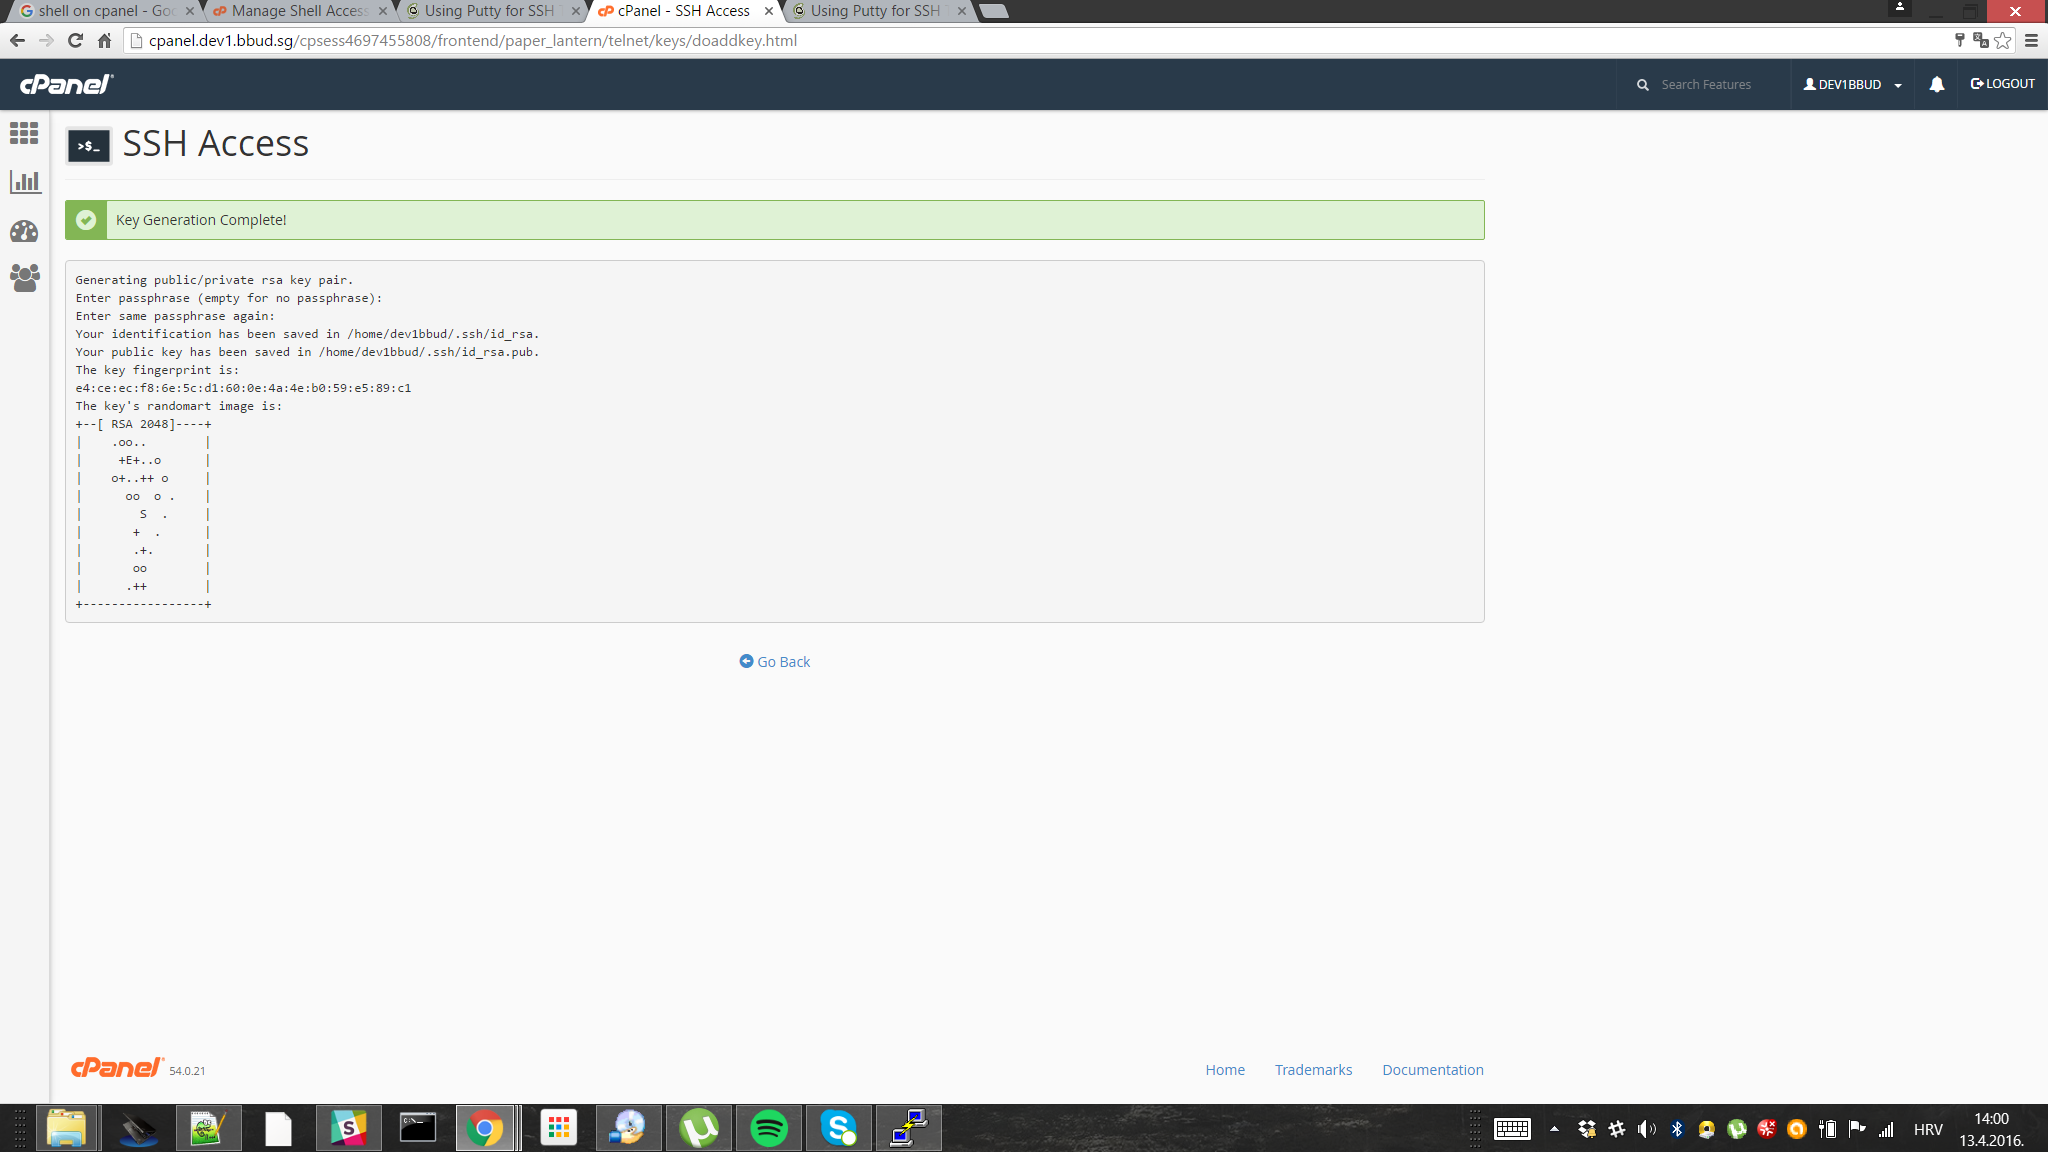 shell on cpanel - Goo
Manage Shell Access
Using Putty for SSH T
cPanel - SSH Access
Using Putty for SSH T
cpanel.dev1.bbud.sg/cpsess4697455808/frontend/paper_lantern/telnet/keys/doaddkey.html
cPanel
Search Features
DEV1BBUD
LOGOUT
>$_ SSH Access
Key Generation Complete!
Generating public/private rsa key pair.
Enter passphrase (empty for no passphrase):
Enter same passphrase again:
Your identification has been saved in /home/dev1bbud/.ssh/id_rsa.
Your public key has been saved in /home/dev1bbud/.ssh/id_rsa.pub.
The key fingerprint is:
e4:ce:ec:f8:6e:5c:d1:60:0e:4a:4e:b0:59:e5:89:c1
The key's randomart image is:
+--[ RSA 2048]----+
|    .oo..        |
|     +E+..o      |
|    o+..++ o     |
|      oo  o .    |
|        S  .     |
|       +  .      |
|       .+.       |
|       oo        |
|      .++        |
+-----------------+
Go Back
cPanel 54.0.21
Home
Trademarks
Documentation
HRV
14:00
13.4.2016.